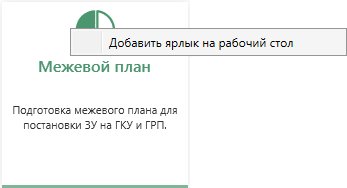 Добавить ярлык на рабочий стол
Межевой план
Подготовка межевого плана для
постановки ЗУ на ГКУ и ГРП.